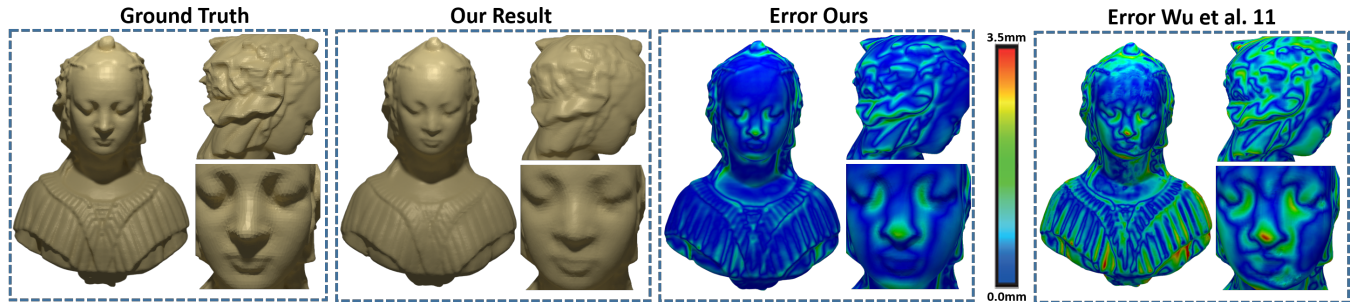 Ground Truth
Our Result
Error Ours
Error Wu et al. 11
3.5mm
0.0mm